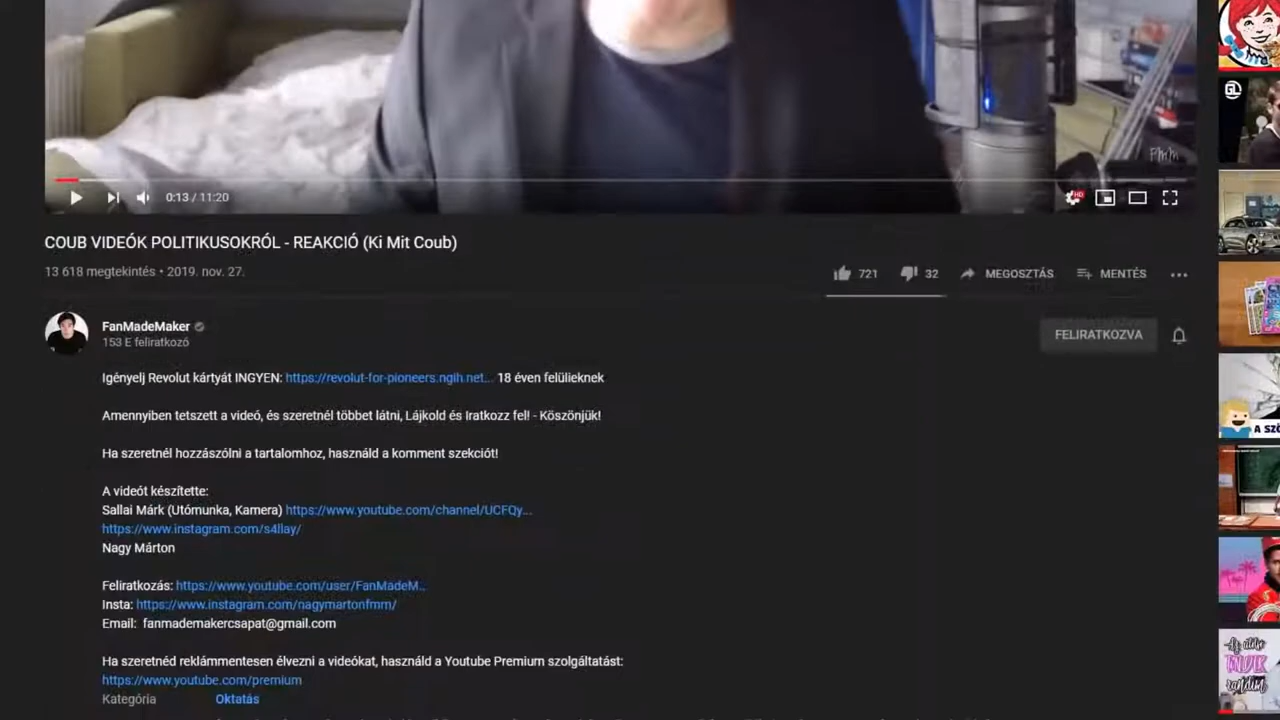 GL
Fmm
0:13 / 11:20
HD
COUB VIDEÓK POLITIKUSOKRÓL - REAKCIÓ (Ki Mit Coub)
13 618 megtekintés • 2019. nov. 27.
721
32
MEGOSZTÁS
MENTÉS
FanMadeMaker
153 E feliratkozó
FELIRATKOZVA
Igényelj Revolut kártyát INGYEN: https://revolut-for-pioneers.ngih.net... 18 éven felülieknek
Amennyiben tetszett a videó, és szeretnél többet látni, Lájkold és Iratkozz fel! - Köszönjük!
Ha szeretnél hozzászólni a tartalomhoz, használd a komment szekciót!
A SZÖ
A videót készítette:
Sallai Márk (Utómunka, Kamera) https://www.youtube.com/channel/UCFQy...
https://www.instagram.com/s4llay/
Nagy Márton
Feliratkozás: https://www.youtube.com/user/FanMadeM...
Insta: https://www.instagram.com/nagymartonfmm/
Email: fanmademakercsapat@gmail.com
Ha szeretnéd reklámmentesen élvezni a videókat, használd a Youtube Premium szolgáltatást:
https://www.youtube.com/premium
Kategória
Oktatás